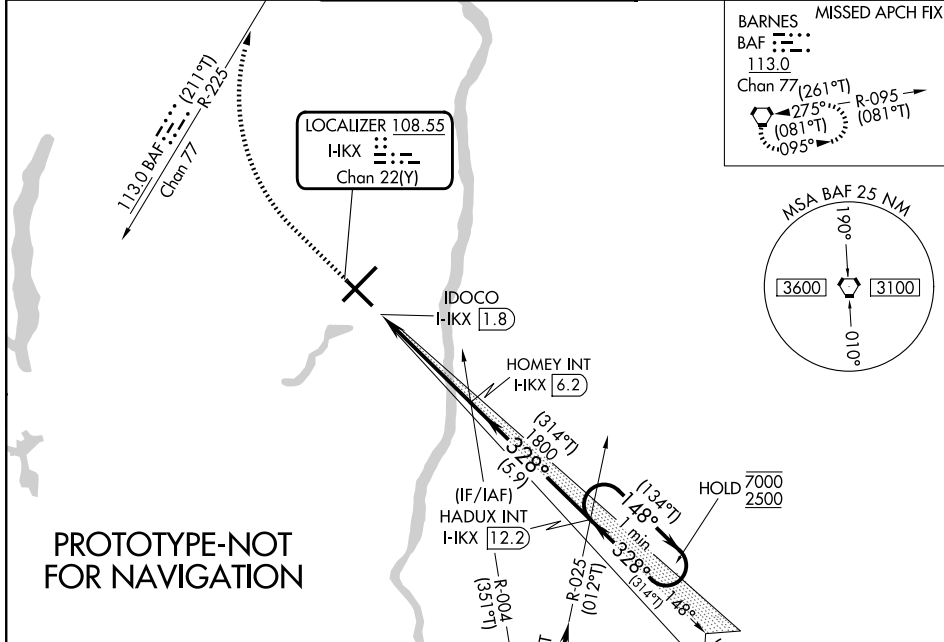 MISSED APCH FIX
BARNES
BAF
113.0
Chan 77
(261°T)
275°
R-095
(081°T)
(081°T)
095°
(211°T)
R-225
113.0 BAF
Chan 77
LOCALIZER 108.55
I-IKX
Chan 22(Y)
MSA BAF 25 NM
190°
3600
3100
010°
IDOCO
I-IKX 1.8
HOMEY INT
I-IKX 6.2
(314°T)
1800
328°
(5.9)
(IF/IAF)
HADUX INT
I-IKX 12.2
(134°T)
148°
1 min
328°
(314°T)
148°
HOLD 7000
2500
R-004
(351°T)
R-025
(012°T)
PROTOTYPE-NOT
FOR NAVIGATION